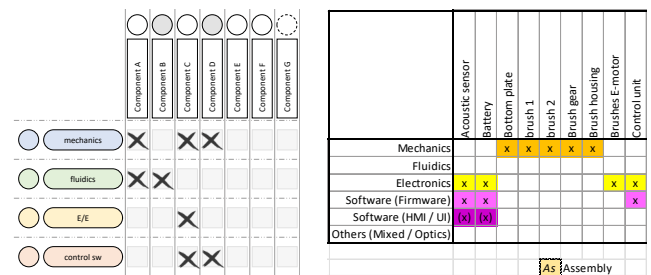 Component A
Component B
Component C
Component D
Component E
Component F
Component G
mechanics
fluidics
E/E
control sw
Acoustic sensor
Battery
Bottom plate
brush 1
brush 2
Brush gear
Brush housing
Brushes E-motor
Control unit
Mechanics x x x x x
Fluidics
Electronics x x x x
Software (Firmware) x x x
Software (HMI / UI) (x) (x)
Others (Mixed / Optics)
As Assembly